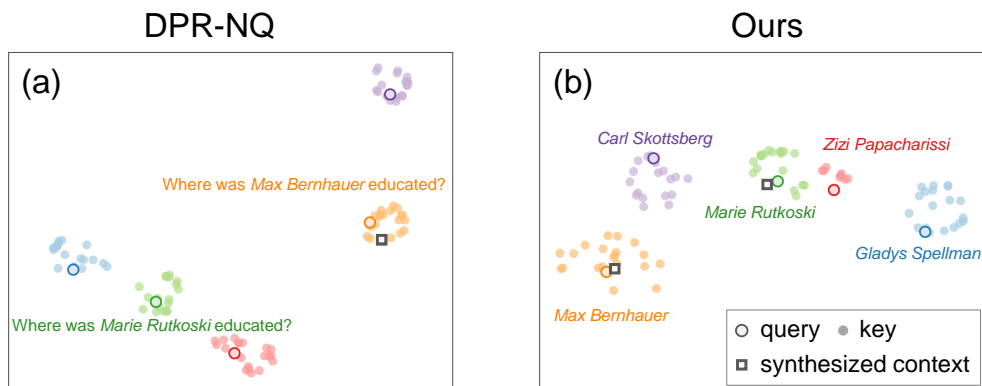 DPR-NQ
(a)
Where was Max Bernhauer educated?
Where was Marie Rutkoski educated?
Ours
(b)
Carl Skottsberg
Zizi Papacharissi
Marie Rutkoski
Gladys Spellman
Max Bernhauer
query key
synthesized context